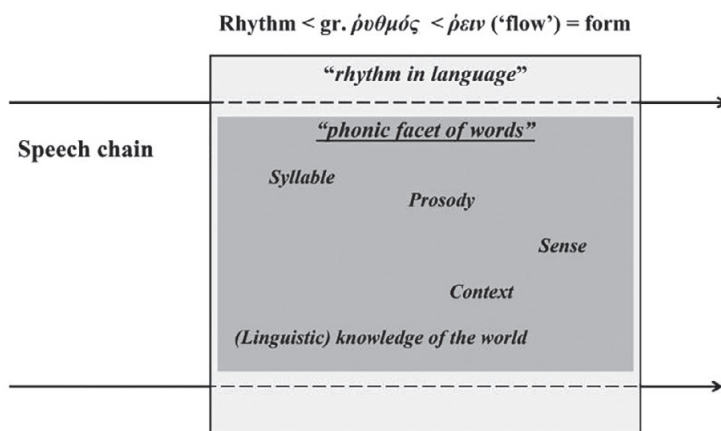 Rhythm < gr. ῥυθμός < ῥειν (‘flow’) = form
“rhythm in language”
“phonic facet of words”
Speech chain
Syllable
Prosody
Sense
Context
(Linguistic) knowledge of the world